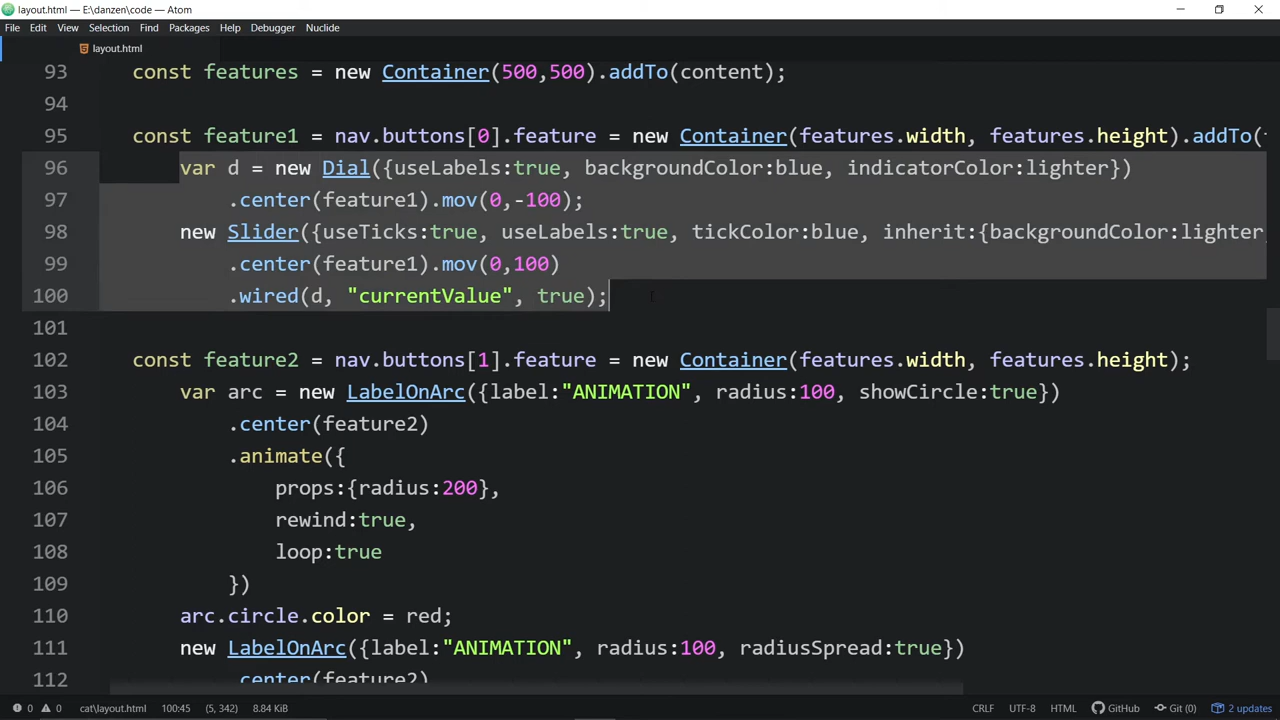 layout.html — E:\danzen\code — Atom
File Edit View Selection Find Packages Help Debugger Nuclide
layout.html
93 const features = new Container(500,500).addTo(content);
94
95 const feature1 = nav.buttons[0].feature = new Container(features.width, features.height).addTo(
96 var d = new Dial({useLabels:true, backgroundColor:blue, indicatorColor:lighter})
97 .center(feature1).mov(0,-100);
98 new Slider({useTicks:true, useLabels:true, tickColor:blue, inherit:{backgroundColor:lighter
99 .center(feature1).mov(0,100)
100 .wired(d, "currentValue", true);
101
102 const feature2 = nav.buttons[1].feature = new Container(features.width, features.height);
103 var arc = new LabelOnArc({label:"ANIMATION", radius:100, showCircle:true})
104 .center(feature2)
105 .animate({
106 props:{radius:200},
107 rewind:true,
108 loop:true
109 })
110 arc.circle.color = red;
111 new LabelOnArc({label:"ANIMATION", radius:100, radiusSpread:true})
112 .center(feature2)
0 0 cat\layout.html 100:45 (5, 342) 8.84 KiB CRLF UTF-8 HTML GitHub Git (0) 2 updates